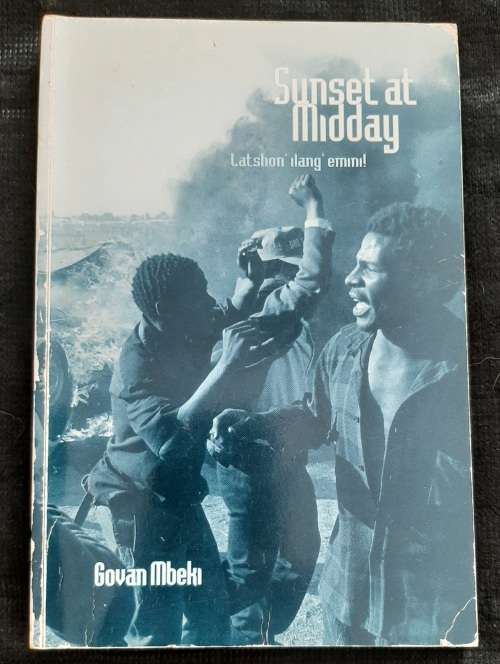 Sunset at
Midday
Latshon' ilang' emini!
Govan Mbeki